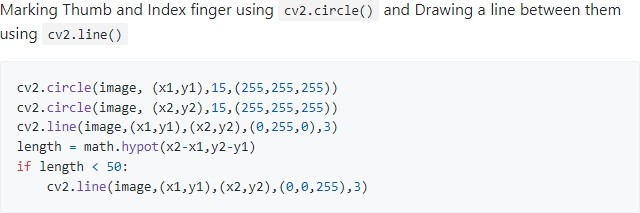 Marking Thumb and Index finger using cv2.circle() and Drawing a line between them
using cv2.line()
cv2.circle(image, (x1,y1),15,(255,255,255))
cv2.circle(image, (x2,y2),15,(255,255,255))
cv2.line(image,(x1,y1),(x2,y2),(0,255,0),3)
length = math.hypot(x2-x1,y2-y1)
if length < 50:
    cv2.line(image,(x1,y1),(x2,y2),(0,0,255),3)